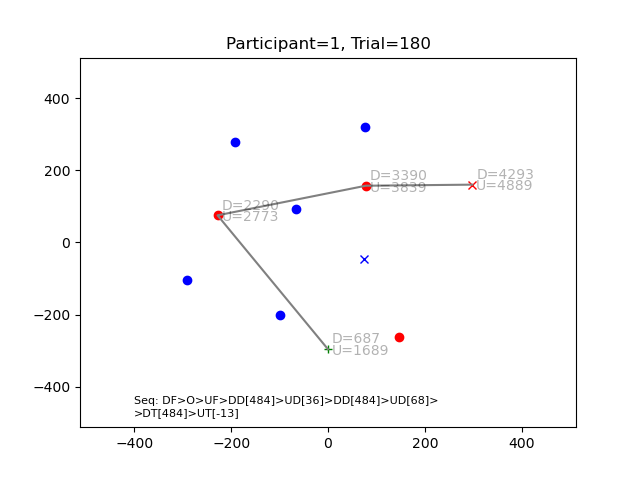 Participant=1, Trial=180
400
200
0
−200
−400
D=3390
U=3839
D=4293
U=4889
D=2290
U=2773
D=687
U=1689
Seq: DF>O>UF>DD[484]>UD[36]>DD[484]>UD[68]>
>DT[484]>UT[-13]
−400
−200
0
200
400